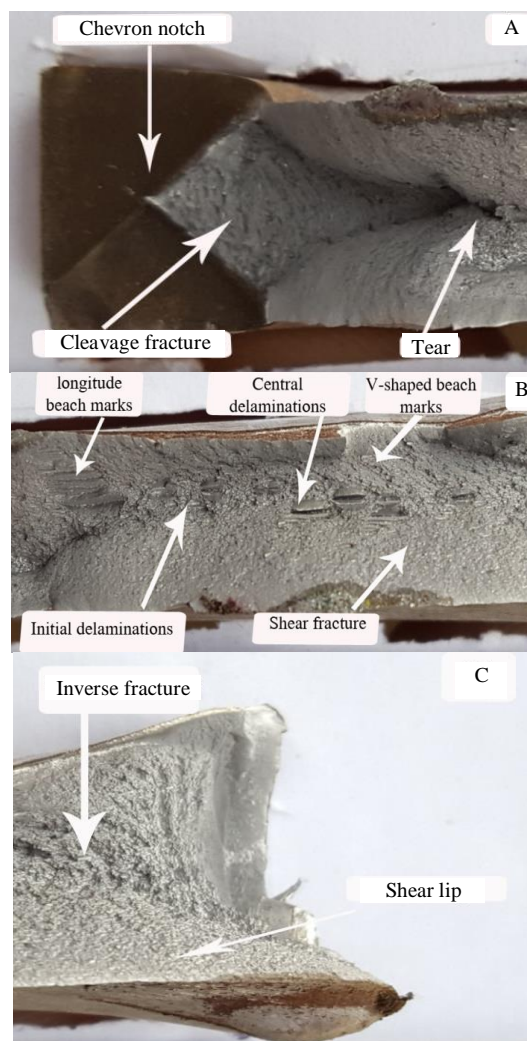 Chevron notch
A
Cleavage fracture
Tear
longitude
beach marks
Central
delaminations
V-shaped beach
marks
B
Initial delaminations
Shear fracture
Inverse fracture
C
Shear lip